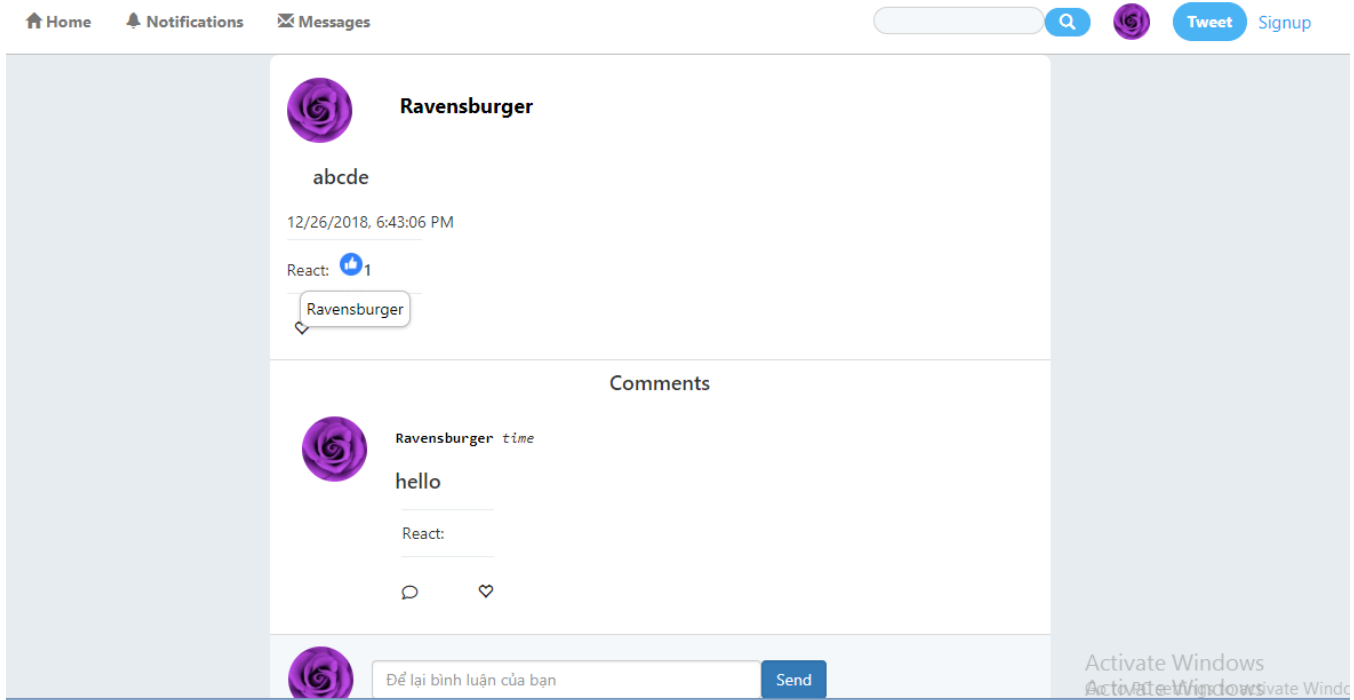 Home Notifications Messages Tweet Signup
Ravensburger
abcde
12/26/2018, 6:43:06 PM
React: 1
Ravensburger
Comments
Ravensburger time
hello
React:
Để lại bình luận của bạn Send
Activate Windows